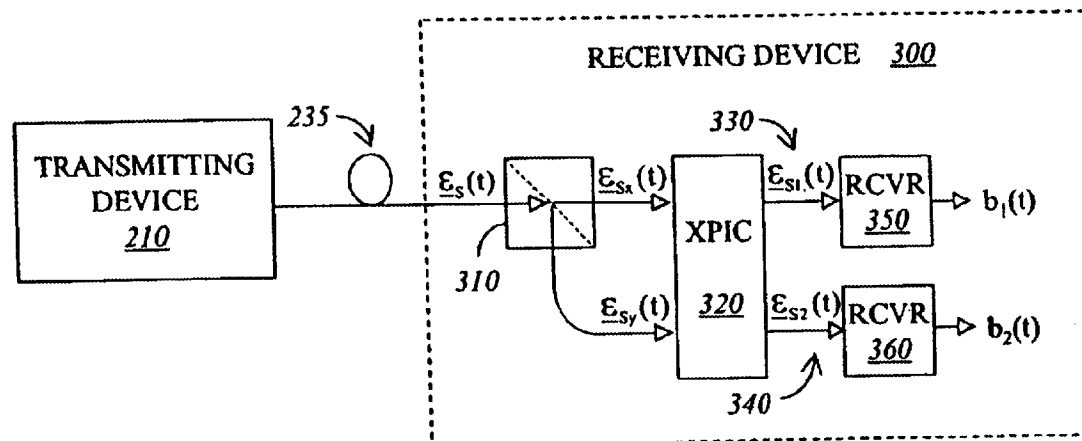 RECEIVING DEVICE 300
235
330
TRANSMITTING
DEVICE
210
ε_S(t)
ε_Sx(t)
ε_S1(t)
RCVR
350
b_1(t)
XPIC
310
320
ε_Sy(t)
ε_S2(t)
RCVR
360
b_2(t)
340